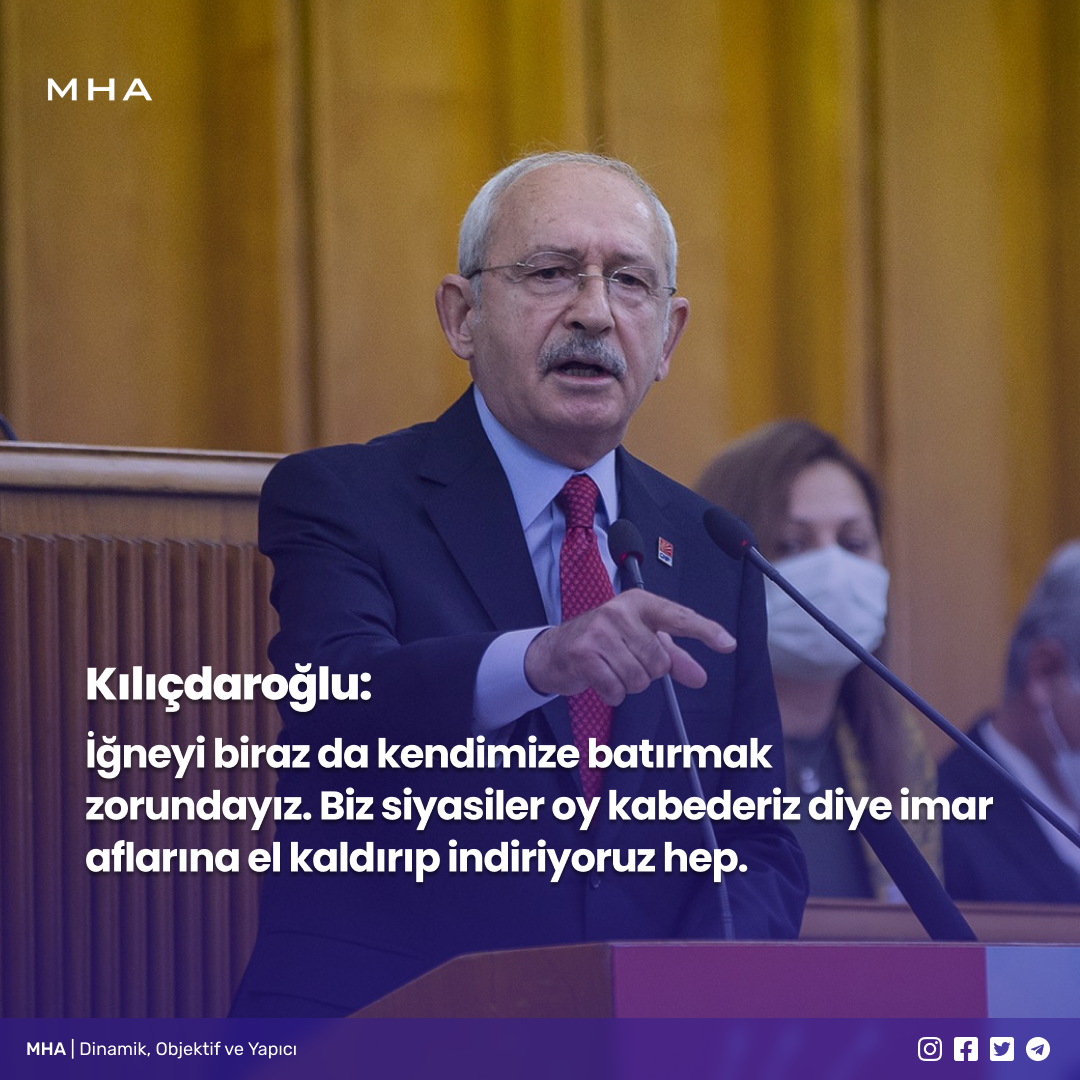 MHA
Kılıçdaroğlu:
İğneyi biraz da kendimize batırmak
zorundayız. Biz siyasiler oy kabederiz diye imar
aflarına el kaldırıp indiriyoruz hep.
MHA | Dinamik, Objektif ve Yapıcı